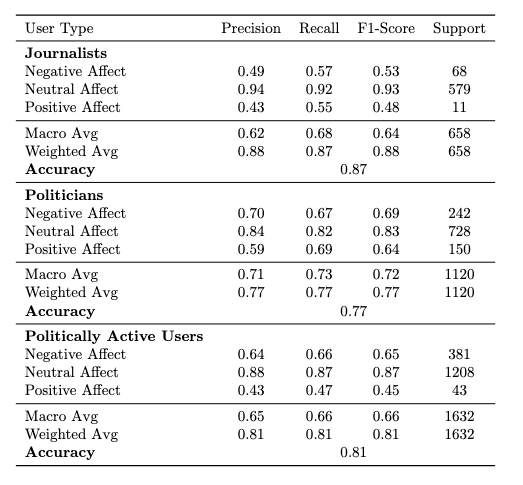 User Type Precision Recall F1-Score Support
Journalists
Negative Affect 0.49 0.57 0.53 68
Neutral Affect 0.94 0.92 0.93 579
Positive Affect 0.43 0.55 0.48 11
Macro Avg 0.62 0.68 0.64 658
Weighted Avg 0.88 0.87 0.88 658
Accuracy 0.87
Politicians
Negative Affect 0.70 0.67 0.69 242
Neutral Affect 0.84 0.82 0.83 728
Positive Affect 0.59 0.69 0.64 150
Macro Avg 0.71 0.73 0.72 1120
Weighted Avg 0.77 0.77 0.77 1120
Accuracy 0.77
Politically Active Users
Negative Affect 0.64 0.66 0.65 381
Neutral Affect 0.88 0.87 0.87 1208
Positive Affect 0.43 0.47 0.45 43
Macro Avg 0.65 0.66 0.66 1632
Weighted Avg 0.81 0.81 0.81 1632
Accuracy 0.81